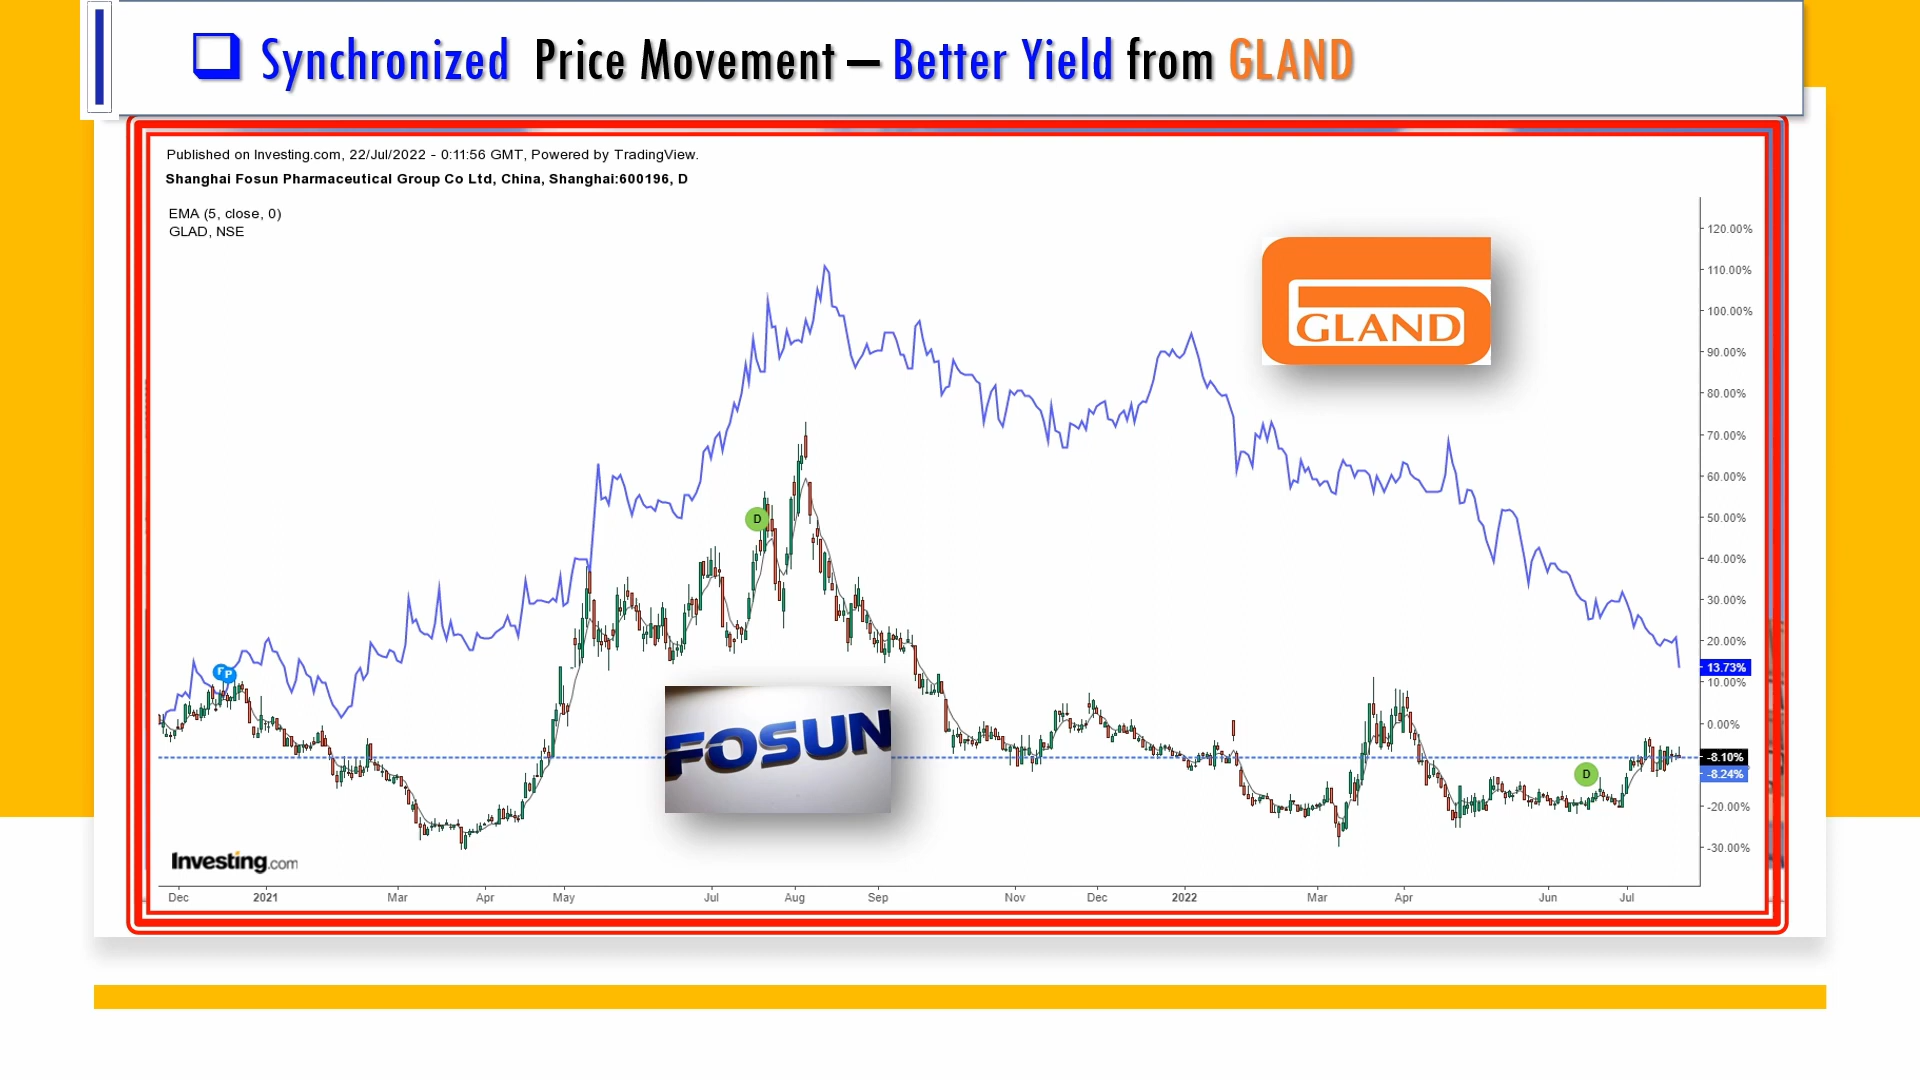 Synchronized Price Movement – Better Yield from GLAND
Published on Investing.com, 22/Jul/2022 - 0:11:56 GMT, Powered by TradingView.
Shanghai Fosun Pharmaceutical Group Co Ltd, China, Shanghai:600196, D
EMA (5, close, 0)
GLAD, NSE
120.00%
110.00%
100.00%
90.00%
80.00%
70.00%
60.00%
50.00%
40.00%
30.00%
20.00%
13.73%
10.00%
0.00%
-8.10%
-8.24%
-20.00%
-30.00%
GLAND
D
F P
FOSUN
D
Investing.com
Dec 2021 Mar Apr May Jul Aug Sep Nov Dec 2022 Mar Apr Jun Jul